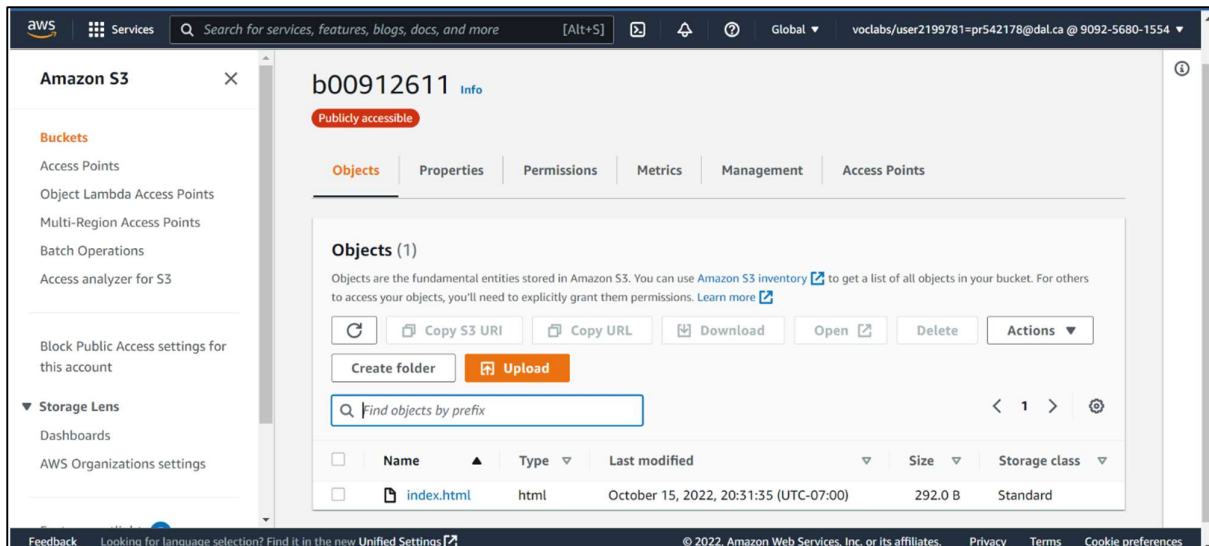 aws Services Search for services, features, blogs, docs, and more [Alt+S] Global voclabs/user2199781=pr542178@dal.ca @ 9092-5680-1554
Amazon S3
Buckets
Access Points
Object Lambda Access Points
Multi-Region Access Points
Batch Operations
Access analyzer for S3
Block Public Access settings for
this account
Storage Lens
Dashboards
AWS Organizations settings
b00912611 Info
Publicly accessible
Objects Properties Permissions Metrics Management Access Points
Objects (1)
Objects are the fundamental entities stored in Amazon S3. You can use Amazon S3 inventory to get a list of all objects in your bucket. For others
to access your objects, you'll need to explicitly grant them permissions. Learn more
Copy S3 URI Copy URL Download Open Delete Actions
Create folder Upload
Find objects by prefix
1
Name Type Last modified Size Storage class
index.html html October 15, 2022, 20:31:35 (UTC-07:00) 292.0 B Standard
Feedback Looking for language selection? Find it in the new Unified Settings © 2022, Amazon Web Services, Inc. or its affiliates. Privacy Terms Cookie preferences